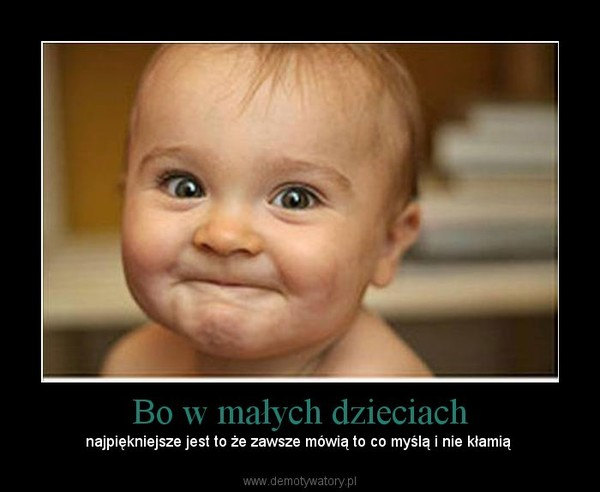 Bo w małych dzieciach
najpiękniejsze jest to że zawsze mówią to co myślą i nie kłamią
www.demotywatory.pl